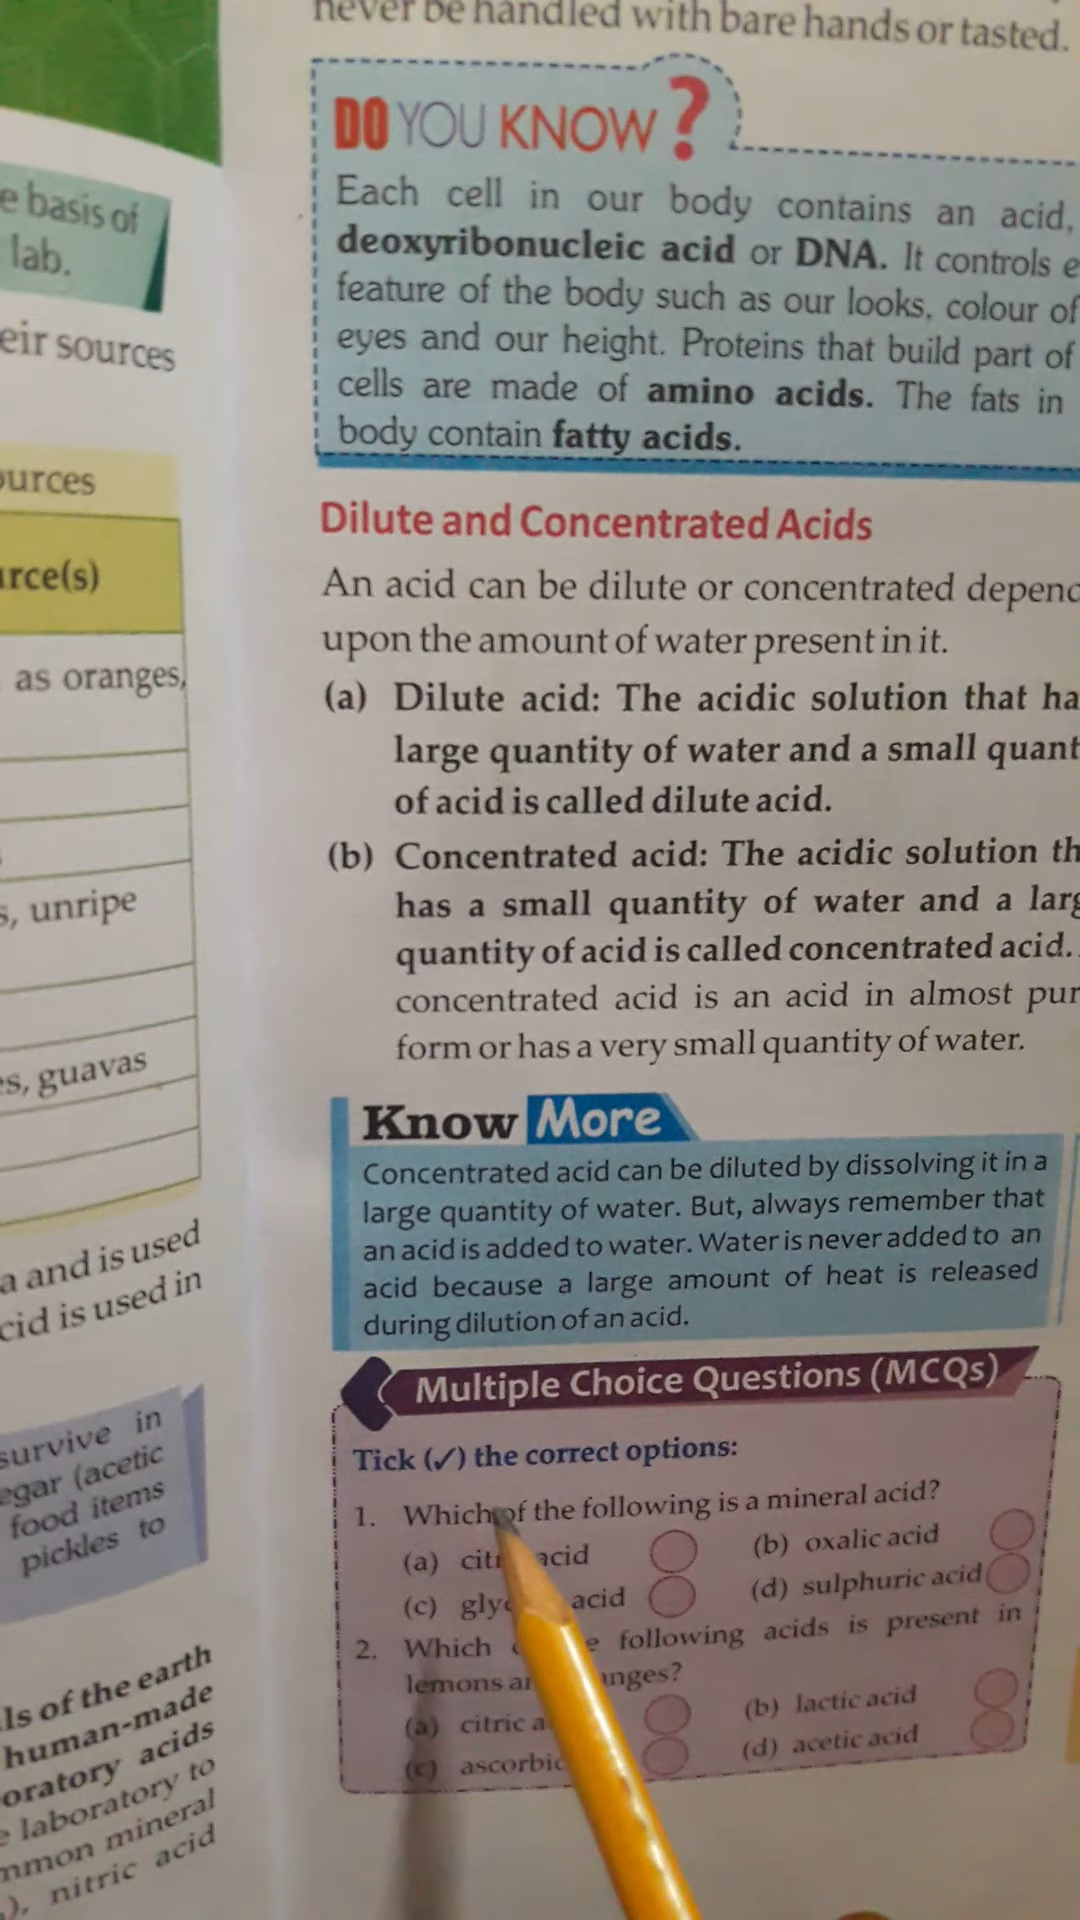 e basis of
lab.
eir sources
ources
rce(s)
as oranges,
s, unripe
es, guavas
a and is used
cid is used in
survive in
egar (acetic
food items
pickles to
ls of the earth
human-made
oratory acids
e laboratory to
mmon mineral
), nitric acid
never be handled with bare hands or tasted.
DO YOU KNOW ?
Each cell in our body contains an acid,
deoxyribonucleic acid or DNA. It controls e
feature of the body such as our looks, colour of
eyes and our height. Proteins that build part of
cells are made of amino acids. The fats in
body contain fatty acids.
Dilute and Concentrated Acids
An acid can be dilute or concentrated depend
upon the amount of water present in it.
(a) Dilute acid: The acidic solution that ha
large quantity of water and a small quant
of acid is called dilute acid.
(b) Concentrated acid: The acidic solution th
has a small quantity of water and a larg
quantity of acid is called concentrated acid.
concentrated acid is an acid in almost pur
form or has a very small quantity of water.
Know More
Concentrated acid can be diluted by dissolving it in a
large quantity of water. But, always remember that
an acid is added to water. Water is never added to an
acid because a large amount of heat is released
during dilution of an acid.
Multiple Choice Questions (MCQs)
Tick (✓) the correct options:
1. Which of the following is a mineral acid?
(a) cit acid (b) oxalic acid
(c) gly acid (d) sulphuric acid
2. Which e following acids is present in
lemons a nges?
(a) citric a (b) lactic acid
(c) ascorbic (d) acetic acid